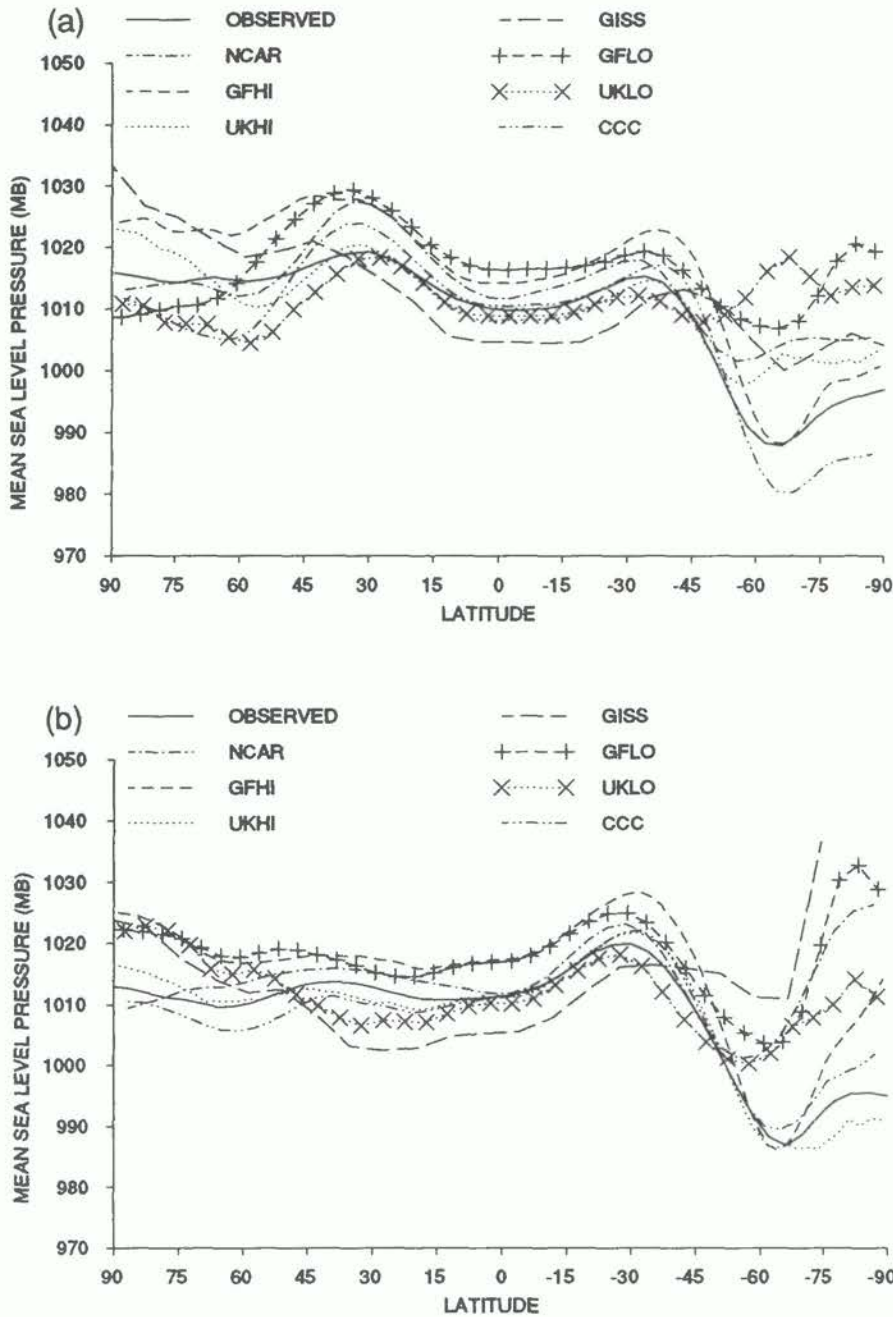 (a)
OBSERVED
NCAR
GFHI
UKHI
GISS
GFLO
UKLO
CCC
MEAN SEA LEVEL PRESSURE (MB)
1050
1040
1030
1020
1010
1000
990
980
970
90 75 60 45 30 15 0 -15 -30 -45 -60 -75 -90
LATITUDE
(b)
OBSERVED
NCAR
GFHI
UKHI
GISS
GFLO
UKLO
CCC
MEAN SEA LEVEL PRESSURE (MB)
1050
1040
1030
1020
1010
1000
990
980
970
90 75 60 45 30 15 0 -15 -30 -45 -60 -75 -90
LATITUDE